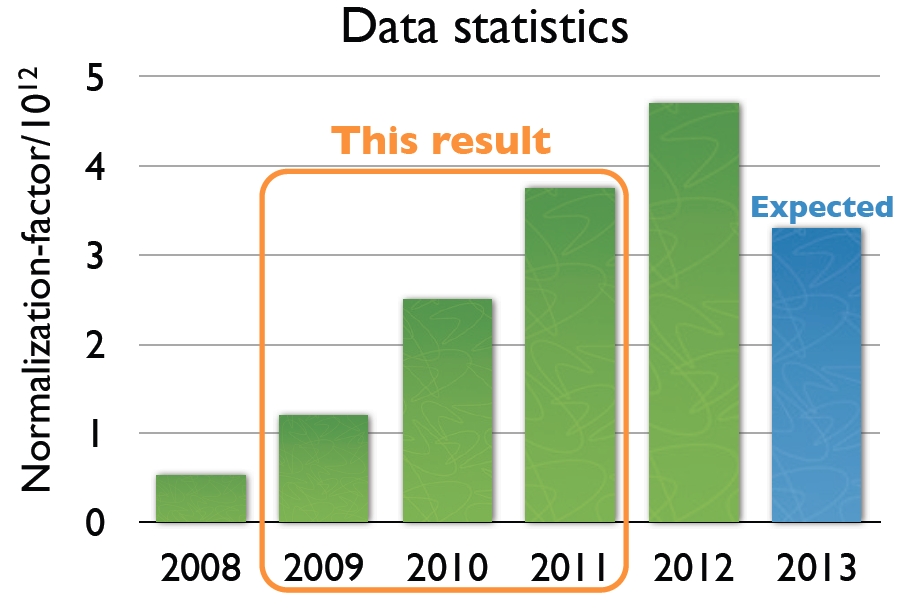 Data statistics
Normalization-factor/10¹²
5
4
3
2
1
0
This result
Expected
2008 2009 2010 2011 2012 2013